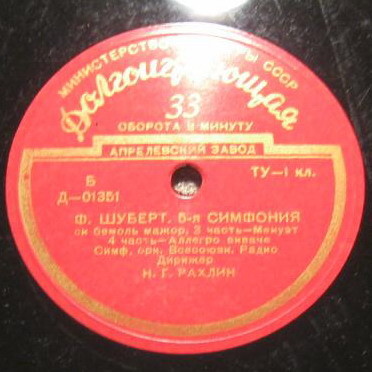 МИНИСТЕРСТВО КУЛЬТУРЫ СССР
Долгоиграющая
33
ОБОРОТА В МИНУТУ
АПРЕЛЕВСКИЙ ЗАВОД
Б
Д—01351
ТУ—1 кл.
Ф. ШУБЕРТ. 5-я СИМФОНИЯ
си бемоль мажор, 3 часть—Менуэт
4 часть—Аллегро виваче
Симф. орк. Всесоюзн. Радио
Дирижер
Н. Г. РАХЛИН